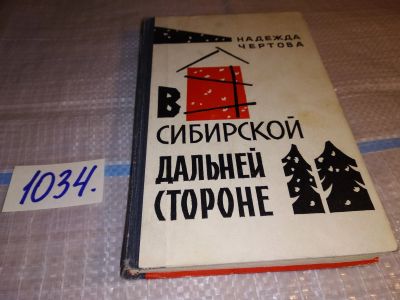 НАДЕЖДА
ЧЕРТОВА
В
СИБИРСКОЙ
ДАЛЬНЕЙ
СТОРОНЕ
1034.